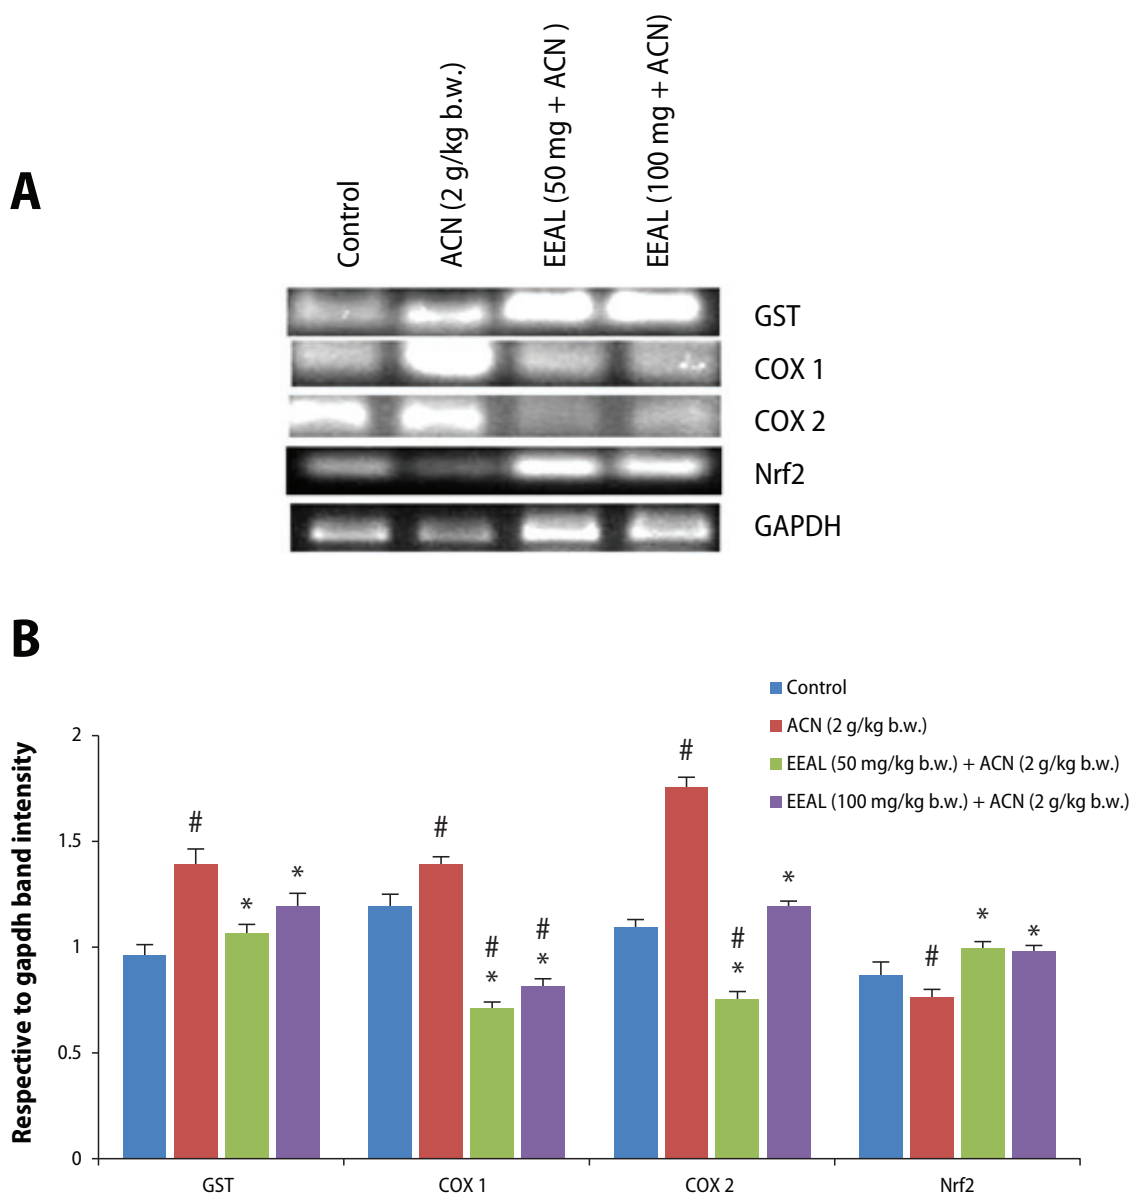 A
Control
ACN (2 g/kg b.w.)
EEAL (50 mg + ACN )
EEAL (100 mg + ACN)
GST
COX 1
COX 2
Nrf2
GAPDH
B
Control
ACN (2 g/kg b.w.)
EEAL (50 mg/kg b.w.) + ACN (2 g/kg b.w.)
EEAL (100 mg/kg b.w.) + ACN (2 g/kg b.w.)
Respective to gapdh band intensity
2
1.5
1
0.5
0
#
*
*
#
#
*
#
*
#
#
*
*
#
*
*
GST
COX 1
COX 2
Nrf2